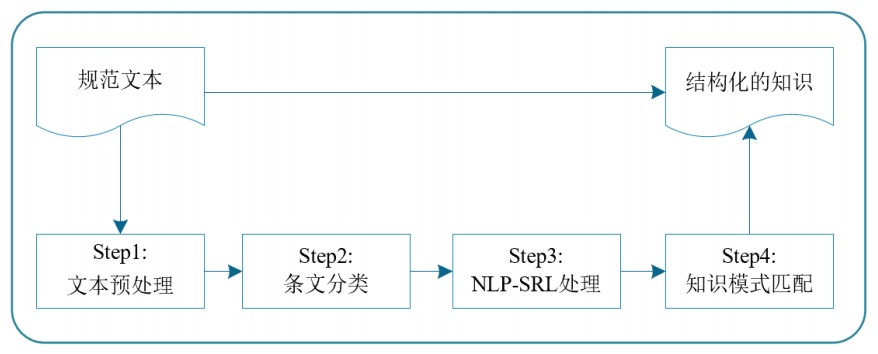 规范文本
结构化的知识
Step1:
文本预处理
Step2:
条文分类
Step3:
NLP-SRL处理
Step4:
知识模式匹配